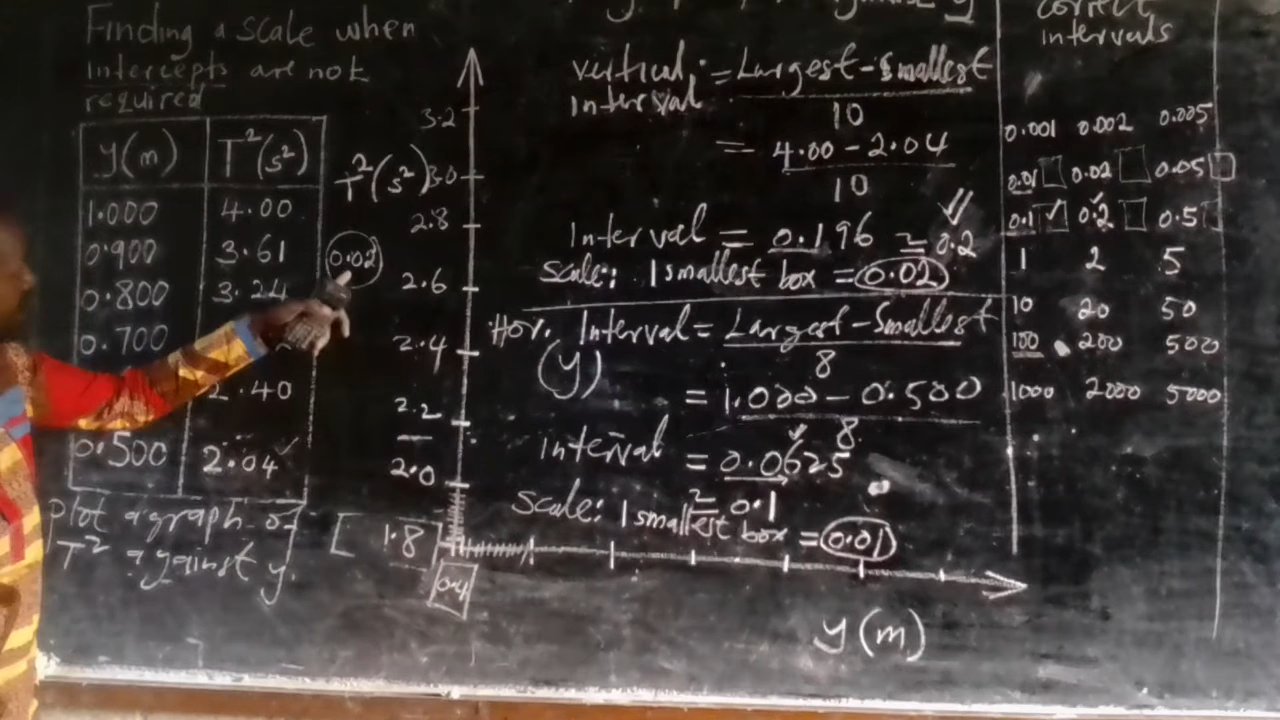 Finding a scale when
intercepts are not
required
y(m) T²(s²)
1.000 4.00
0.900 3.61
0.800 3.24
0.700
2.40
0.500 2.04 ✓
plot a graph of
T² against y.
T²(s²)
0.02
3.2
3.0
2.8
2.6
2.4
2.2
2.0
[ 1.8 ]
0.4
y(m)
vertical interval = Largest - Smallest
10
= 4.00 - 2.04
10
Interval = 0.196 ≃ 0.2
scale: 1 smallest box = 0.02
Hor. Interval = Largest - Smallest
(y) 8
= 1.000 - 0.500
8
interval = 0.0625
≃ 0.1
scale: 1 smallest box = 0.01
correct
intervals
0.001 0.002 0.005
0.01 0.02 0.05
0.1 ✓ 0.2 0.5
1 2 5
10 20 50
100 200 500
1000 2000 5000